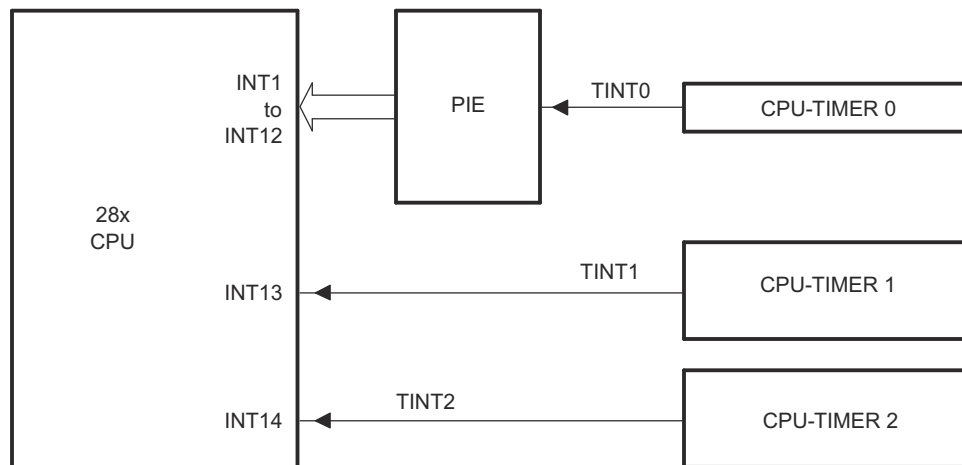 INT1
to
INT12
PIE
TINT0
CPU-TIMER 0
28x
CPU
INT13
TINT1
CPU-TIMER 1
INT14
TINT2
CPU-TIMER 2